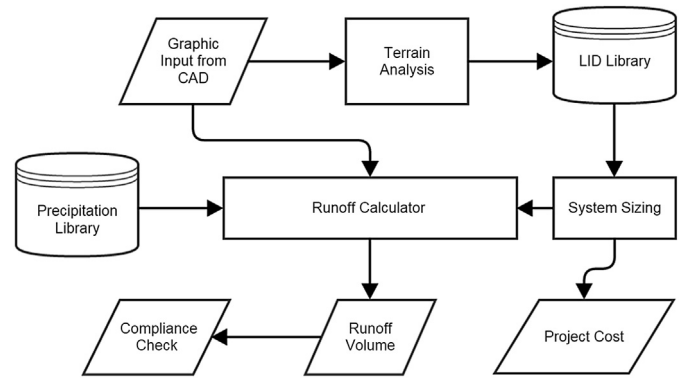 Graphic
Input from
CAD
Terrain
Analysis
LID Library
Precipitation
Library
Runoff Calculator
System Sizing
Compliance
Check
Runoff
Volume
Project Cost